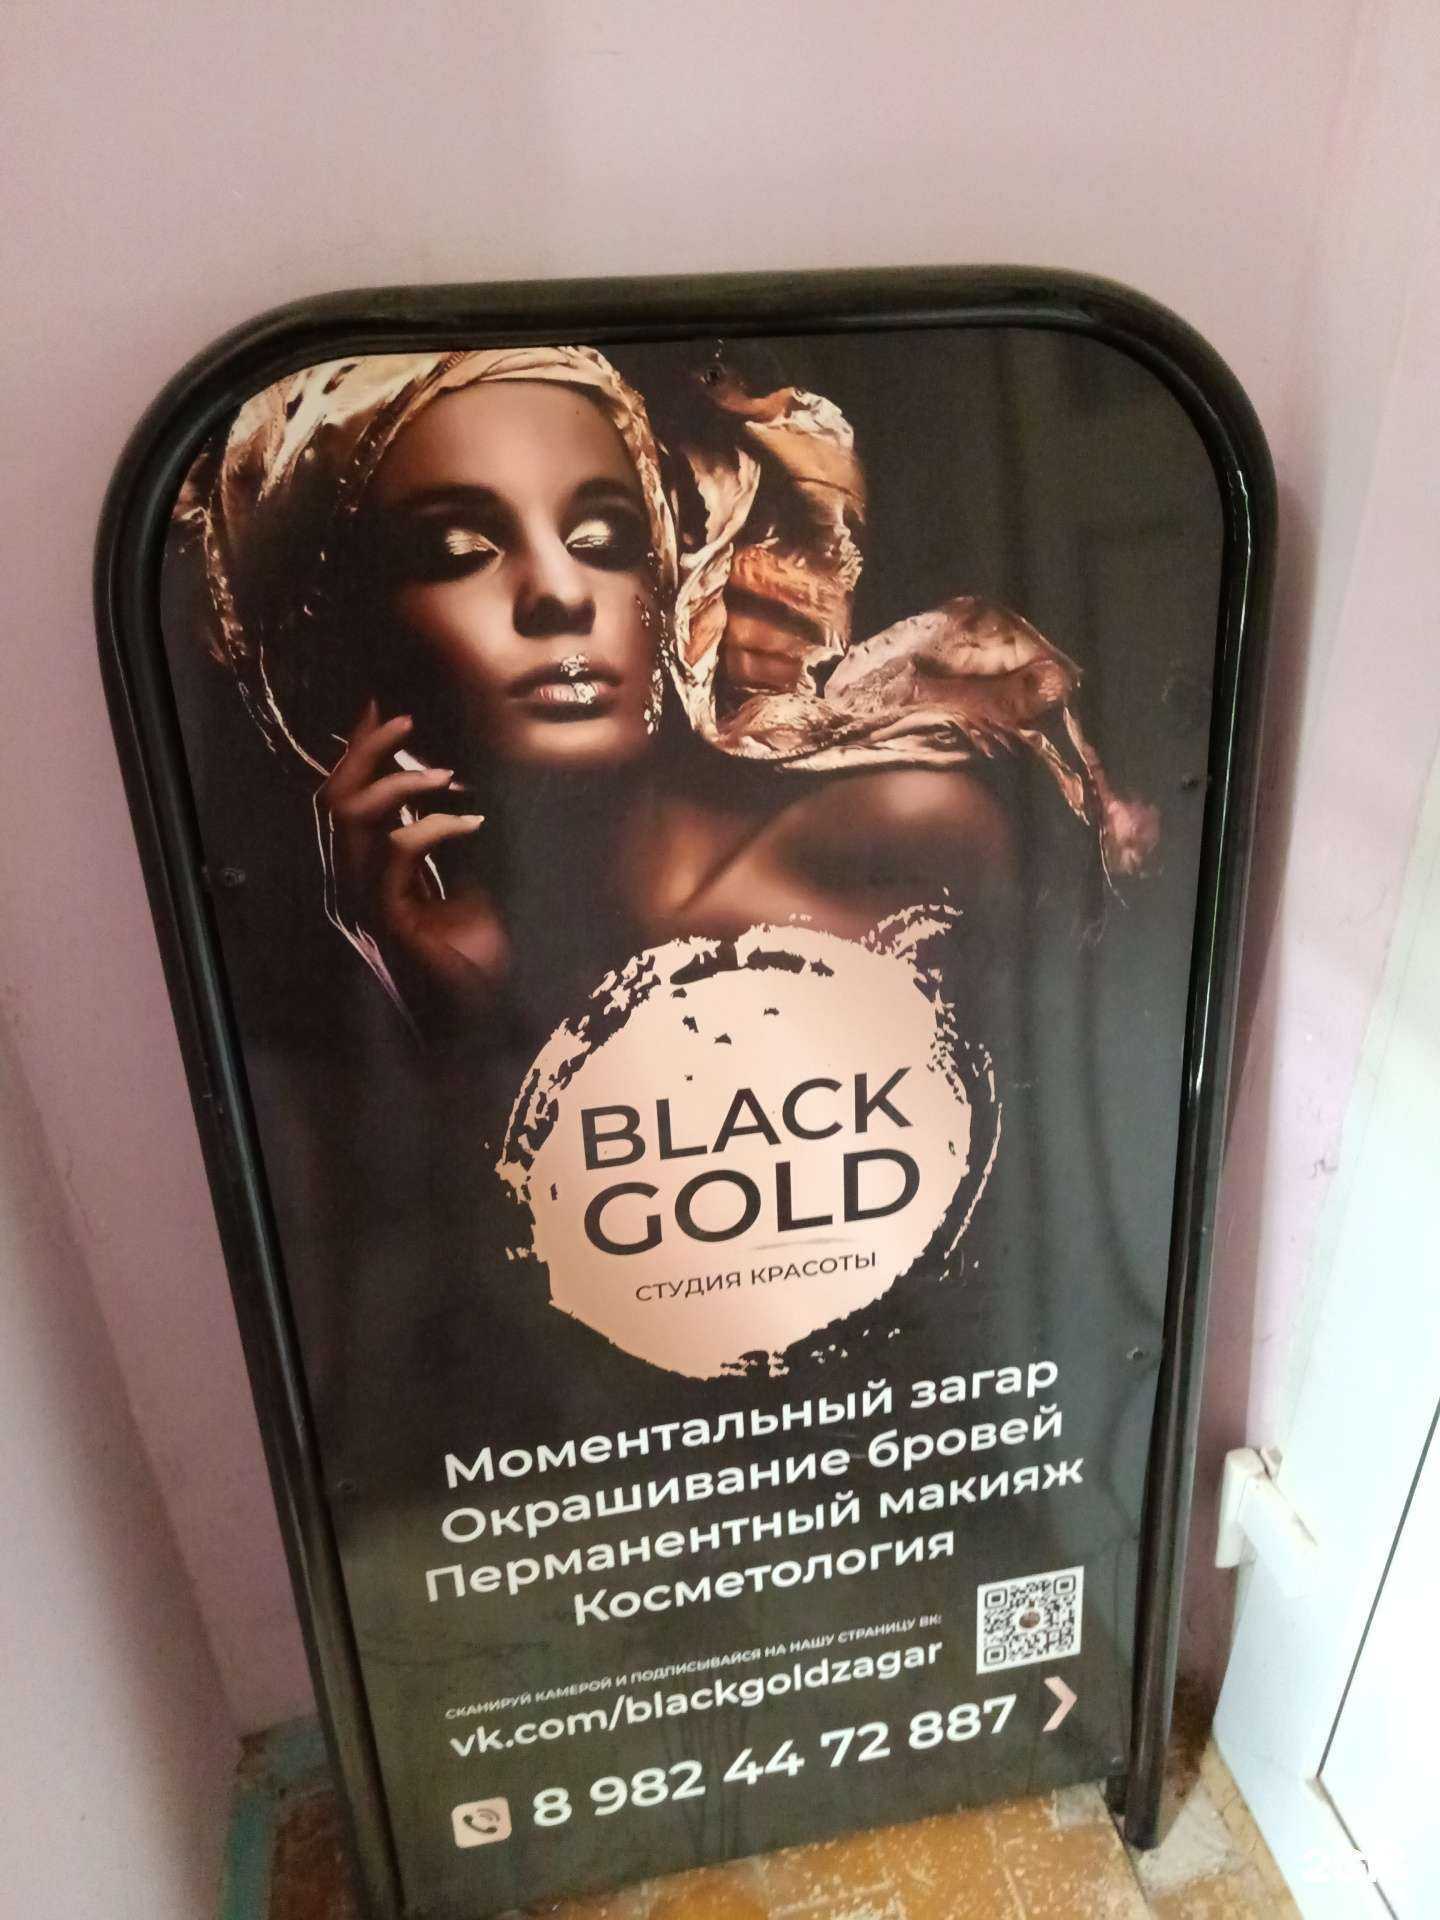 BLACK
GOLD
СТУДИЯ КРАСОТЫ
Моментальный загар
Окрашивание бровей
Перманентный макияж
Косметология
СКАНИРУЙ КАМЕРОЙ И ПОДПИСЫВАЙСЯ НА НАШУ СТРАНИЦУ ВК:
vk.com/blackgoldzagar
8 982 44 72 887